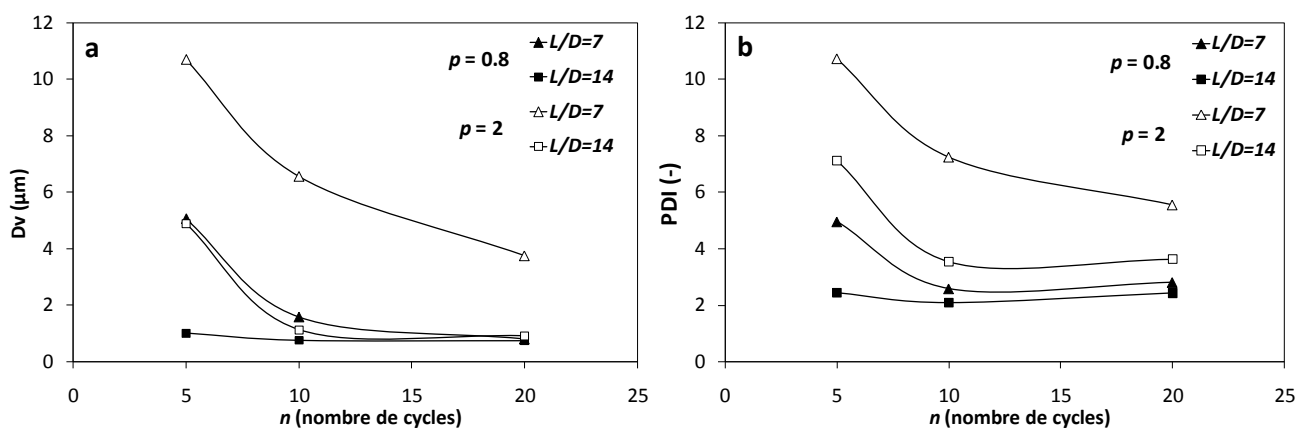 a
12
10
8
6
4
2
0
Dv (µm)
0 5 10 15 20 25
n (nombre de cycles)
p = 0.8
L/D=7
L/D=14
p = 2
L/D=7
L/D=14
b
12
10
8
6
4
2
0
PDI (-)
0 5 10 15 20 25
n (nombre de cycles)
p = 0.8
L/D=7
L/D=14
p = 2
L/D=7
L/D=14